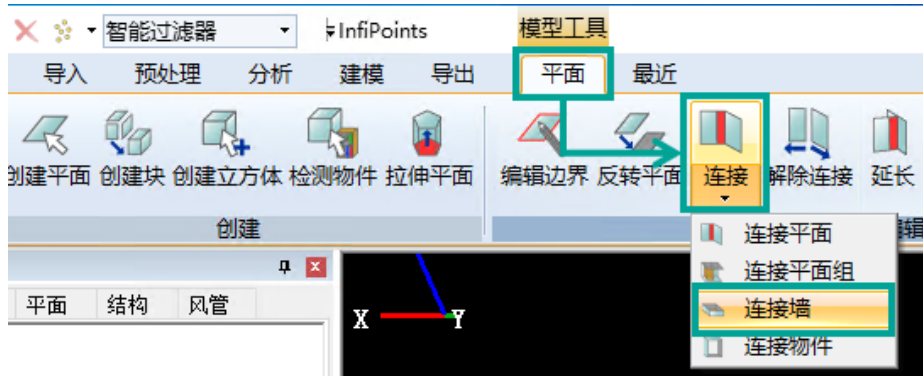 智能过滤器 InfiPoints 模型工具
导入 预处理 分析 建模 导出 平面 最近
创建平面 创建块 创建立方体 检测物件 拉伸平面 编辑边界 反转平面 连接 解除连接 延长
创建 辑
连接平面
连接平面组
连接墙
连接物件
平面 结构 风管
X Y